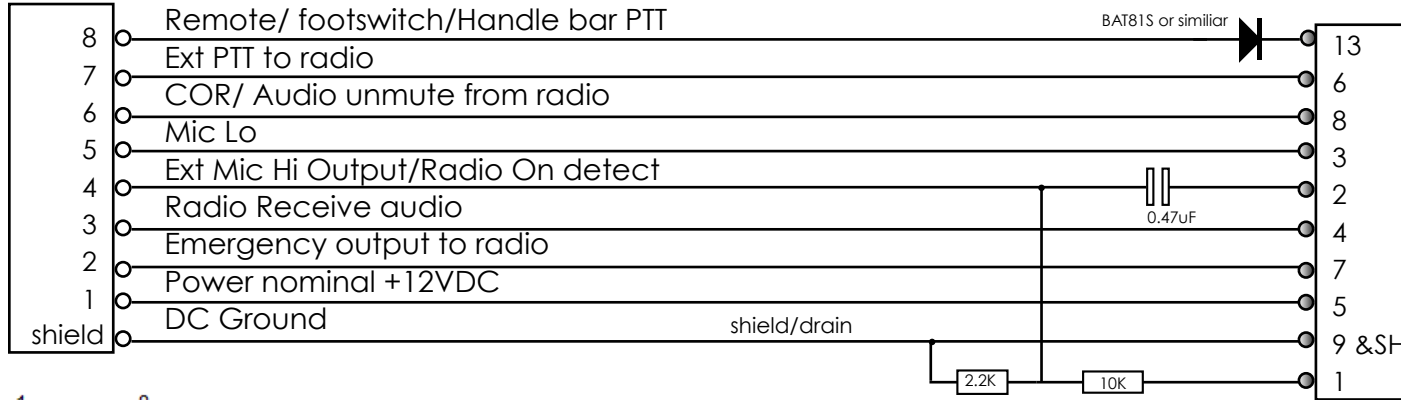 8 Remote/ footswitch/Handle bar PTT BAT81S or similiar 13
7 Ext PTT to radio 6
6 COR/ Audio unmute from radio 8
5 Mic Lo 3
4 Ext Mic Hi Output/Radio On detect 2
0.47uF
3 Radio Receive audio 4
2 Emergency output to radio 7
1 Power nominal +12VDC 5
shield DC Ground shield/drain 9 &SH
2.2K 10K 1